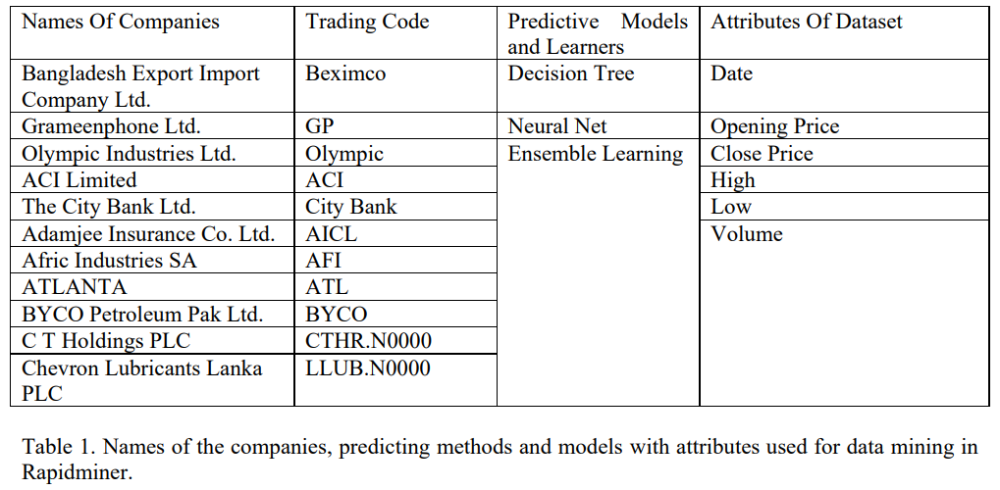 Names Of Companies Trading Code Predictive Models Attributes Of Dataset
and Learners
Bangladesh Export Import Beximco Decision Tree Date
Company Ltd.
Grameenphone Ltd. GP Neural Net Opening Price
Olympic Industries Ltd. Olympic Ensemble Learning Close Price
ACI Limited ACI High
The City Bank Ltd. City Bank Low
Adamjee Insurance Co. Ltd. AICL Volume
Afric Industries SA AFI
ATLANTA ATL
BYCO Petroleum Pak Ltd. BYCO
C T Holdings PLC CTHR.N0000
Chevron Lubricants Lanka LLUB.N0000
PLC
Table 1. Names of the companies, predicting methods and models with attributes used for data mining in
Rapidminer.